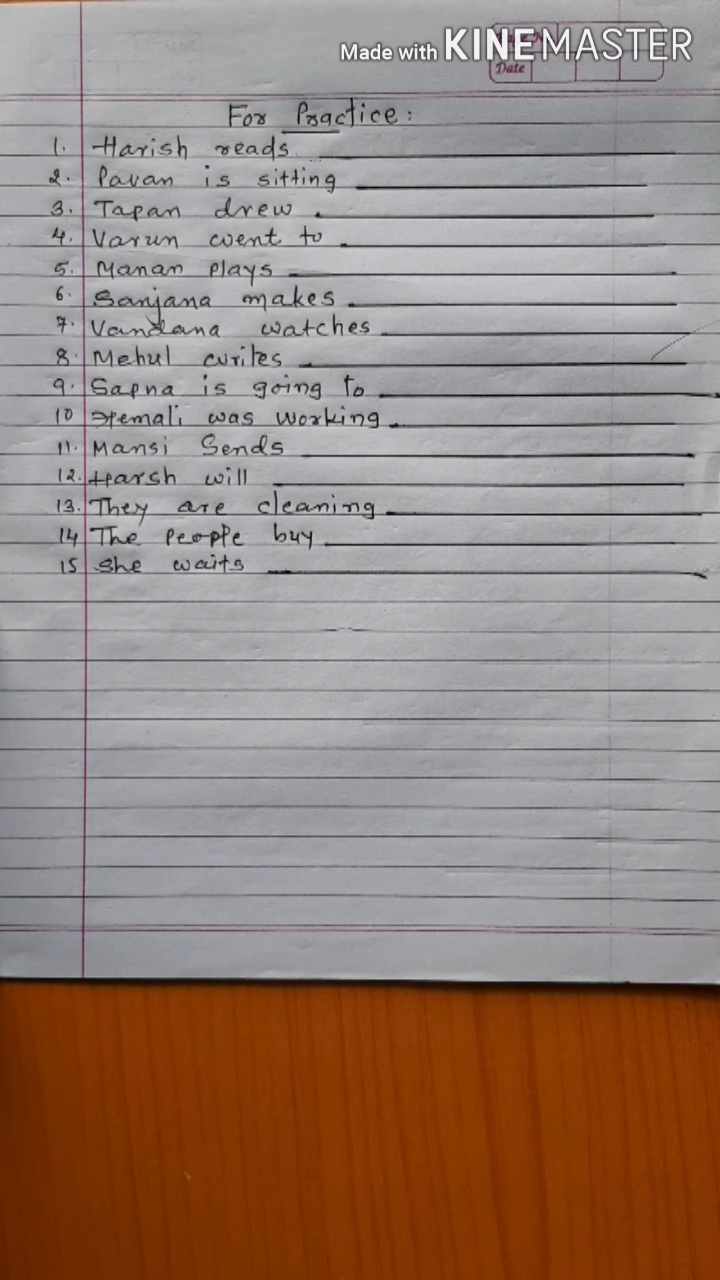 Made with KINEMASTER
Date
For Practice:
1. Harish reads
2. Pavan is sitting
3. Tapan drew
4. Varun went to
5. Manan plays
6. Sanjana makes
7. Vandana watches
8. Mehul writes
9. Sapna is going to
10 Hemali was working
11. Mansi Sends
12. Harsh will
13. They are cleaning
14 The people buy
15 She waits